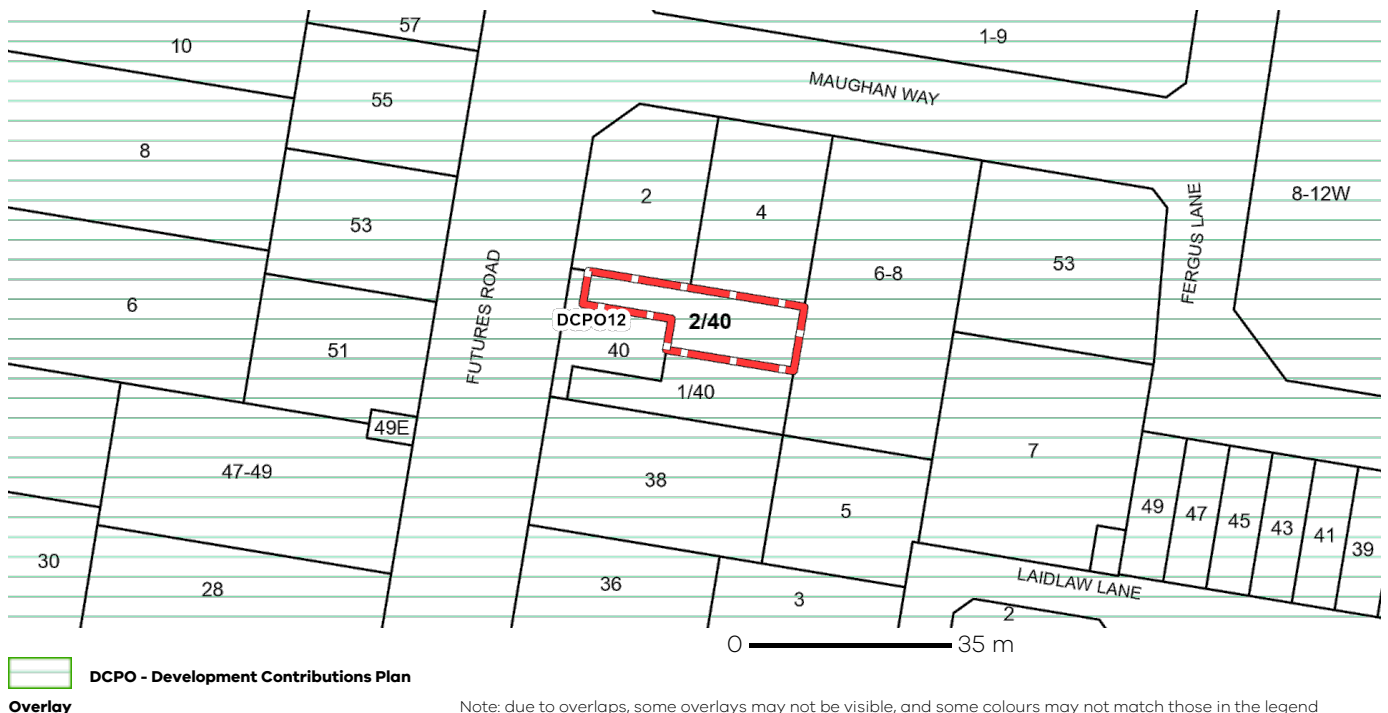 57
10
1-9
MAUGHAN WAY
55
8
53
2
4
6-8
53
FERGUS LANE
8-12W
FUTURES ROAD
6
51
DCPO12
2/40
40
1/40
49E
47-49
38
5
7
49
47
45
43
41
39
30
28
36
3
LAIDLAW LANE
2
0
35 m
DCPO - Development Contributions Plan
Overlay
Note: due to overlaps, some overlays may not be visible, and some colours may not match those in the legend